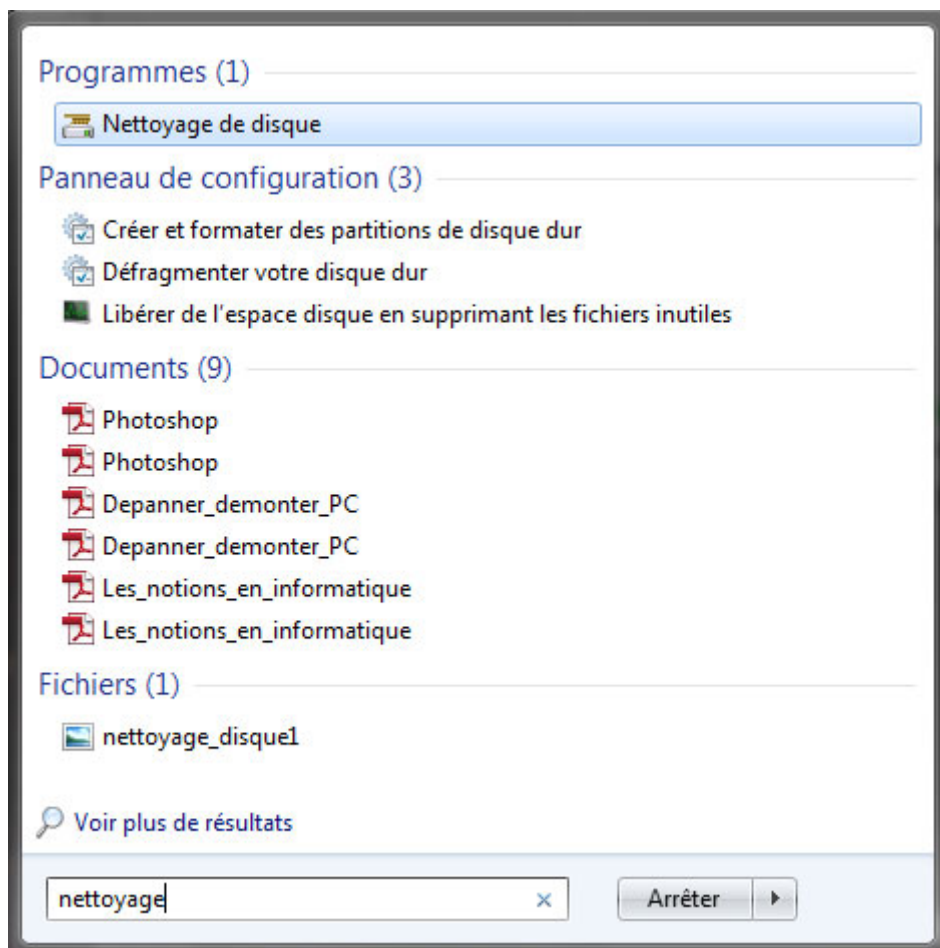 Programmes (1)
Nettoyage de disque
Panneau de configuration (3)
Créer et formater des partitions de disque dur
Défragmenter votre disque dur
Libérer de l'espace disque en supprimant les fichiers inutiles
Documents (9)
Photoshop
Photoshop
Depanner_demonter_PC
Depanner_demonter_PC
Les_notions_en_informatique
Les_notions_en_informatique
Fichiers (1)
nettoyage_disque1
Voir plus de résultats
nettoyage
Arrêter